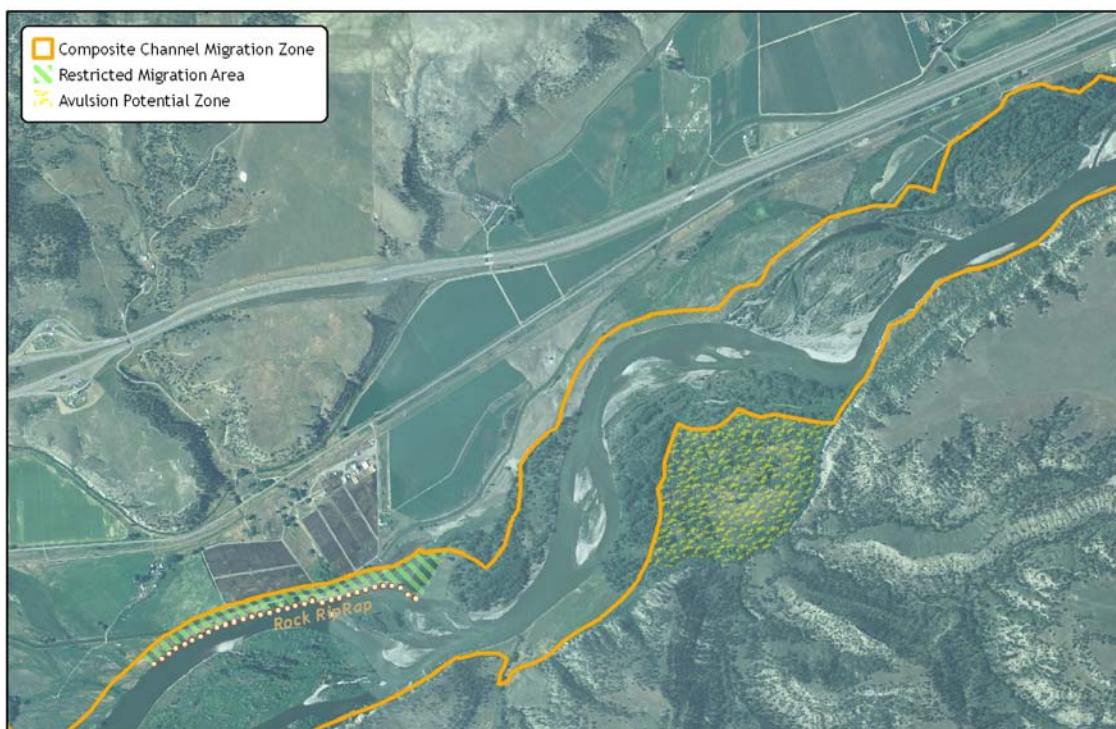 Composite Channel Migration Zone
Restricted Migration Area
Avulsion Potential Zone
Rock RipRap